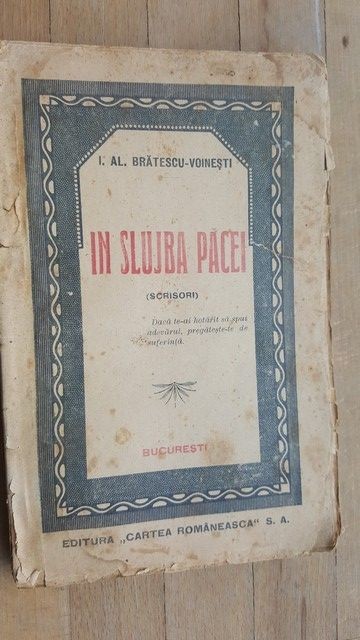 I. AL. BRĂTESCU-VOINEȘTI
IN SLUJBA PĂCEI
(SCRISORI)
Dacă te-ai hotărît să spui
adevărul, pregătește-te de
suferință.
BUCUREȘTI
EDITURA „CARTEA ROMÂNEASCA" S. A.